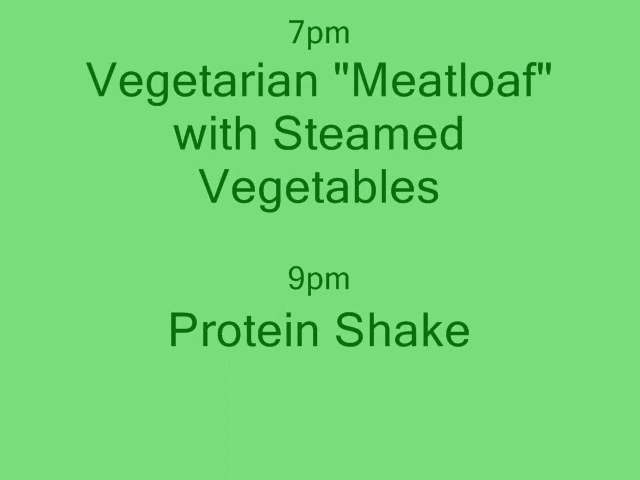 7pm
Vegetarian "Meatloaf"
with Steamed
Vegetables
9pm
Protein Shake